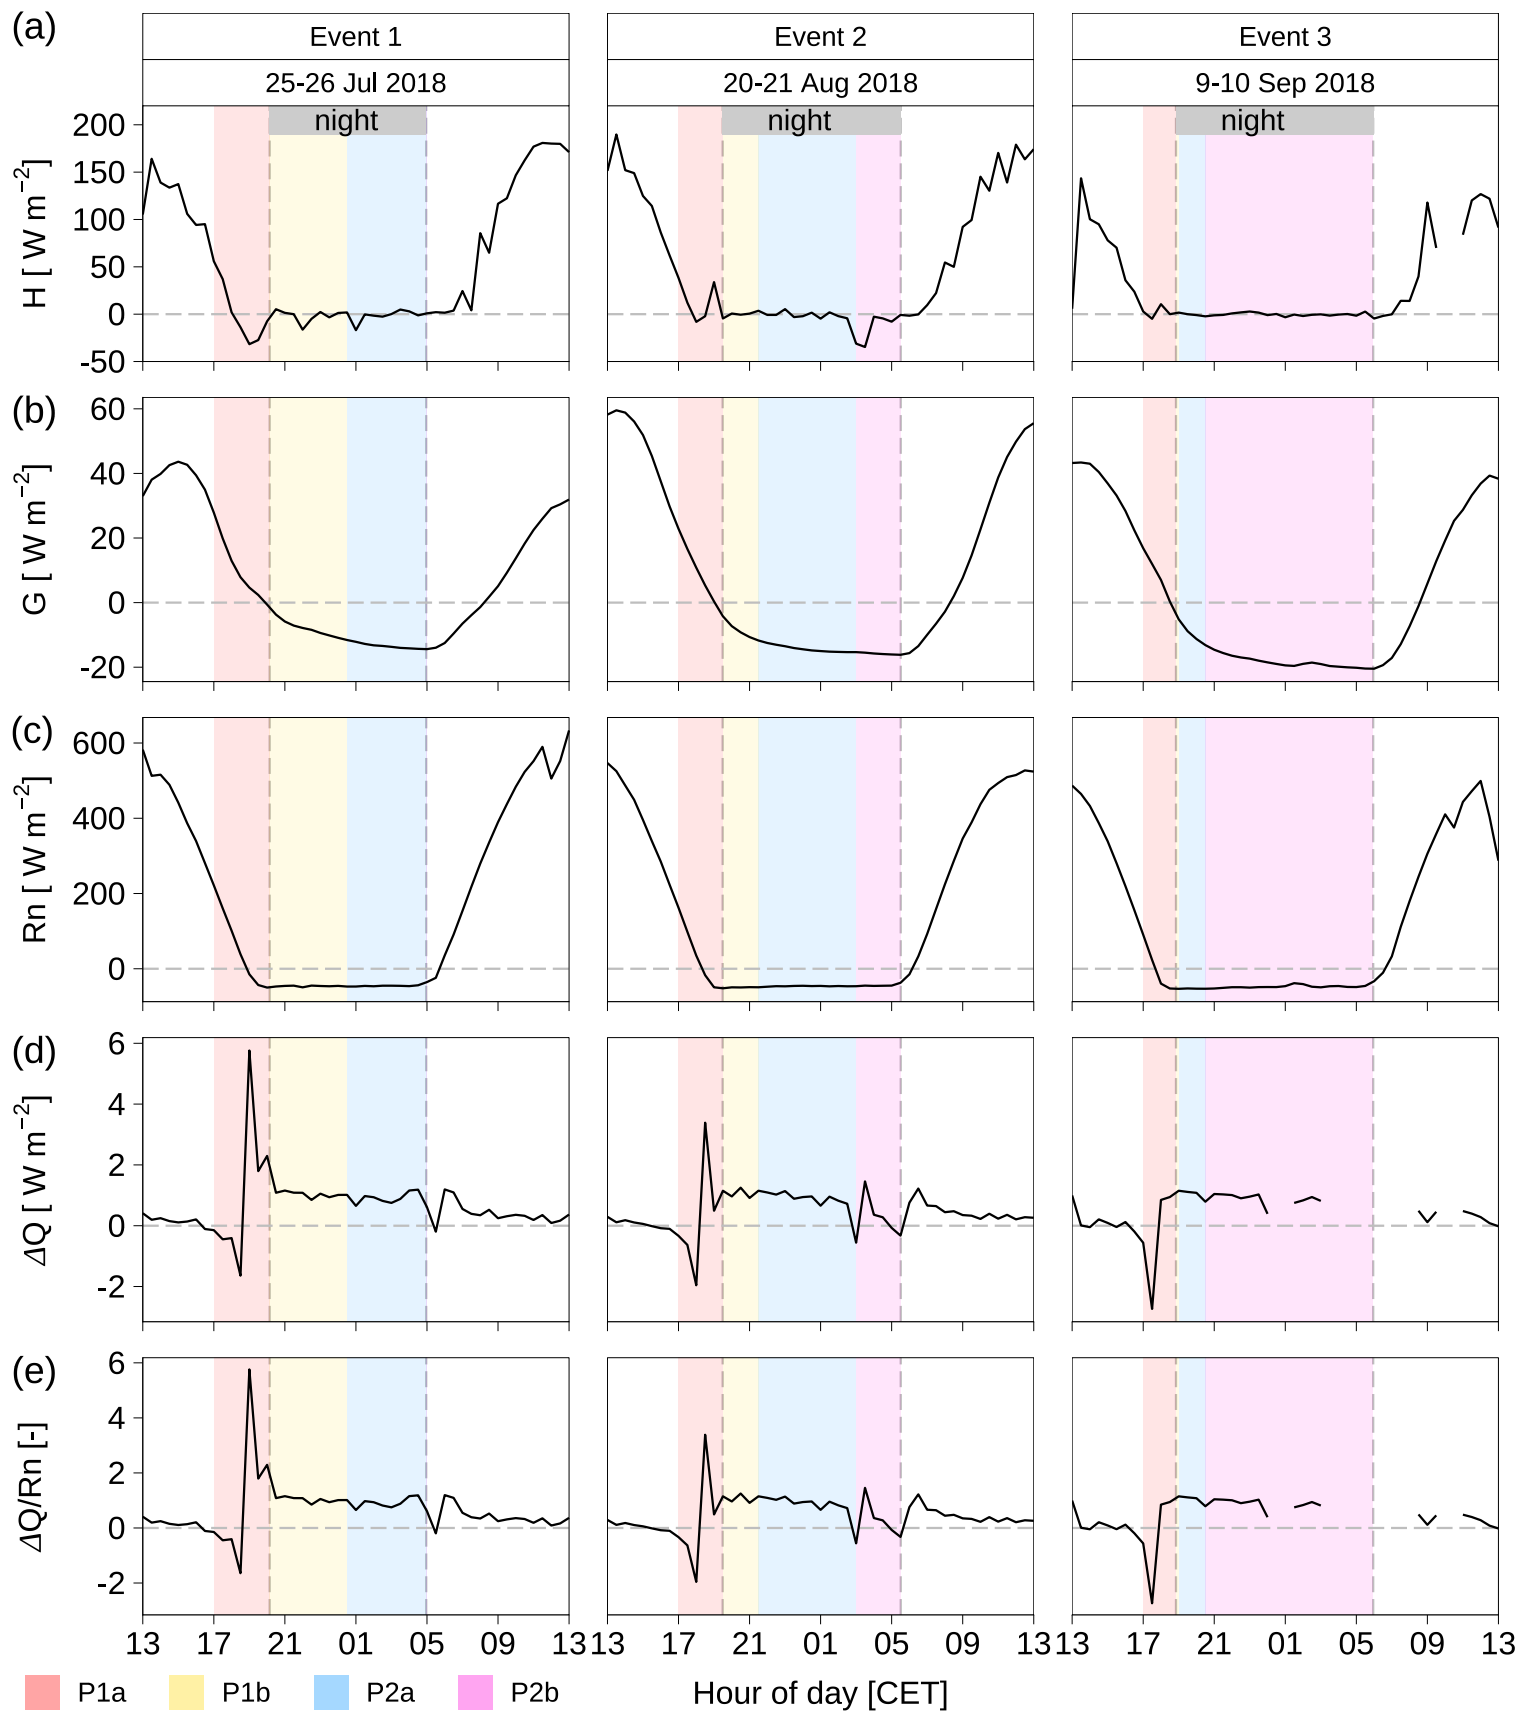 (a)
Event 1
Event 2
Event 3
25-26 Jul 2018
20-21 Aug 2018
9-10 Sep 2018
night
night
night
H [ W m⁻²]
200
150
100
50
0
-50
(b)
G [ W m⁻²]
60
40
20
0
-20
(c)
Rn [ W m⁻²]
600
400
200
0
(d)
ΔQ [ W m⁻²]
6
4
2
0
-2
(e)
ΔQ/Rn [-]
6
4
2
0
-2
13 17 21 01 05 09 13
13 17 21 01 05 09 13
13 17 21 01 05 09 13
P1a P1b P2a P2b
Hour of day [CET]